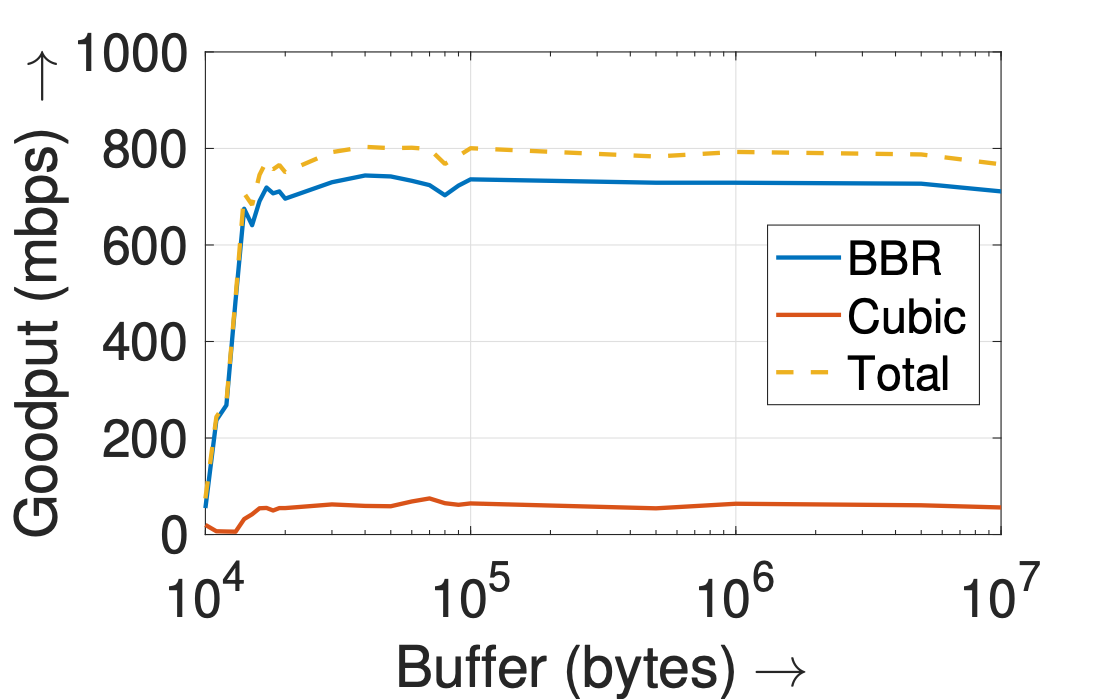 Goodput (mbps) →
1000
800
600
400
200
0
10^4
10^5
10^6
10^7
Buffer (bytes) →
BBR
Cubic
Total